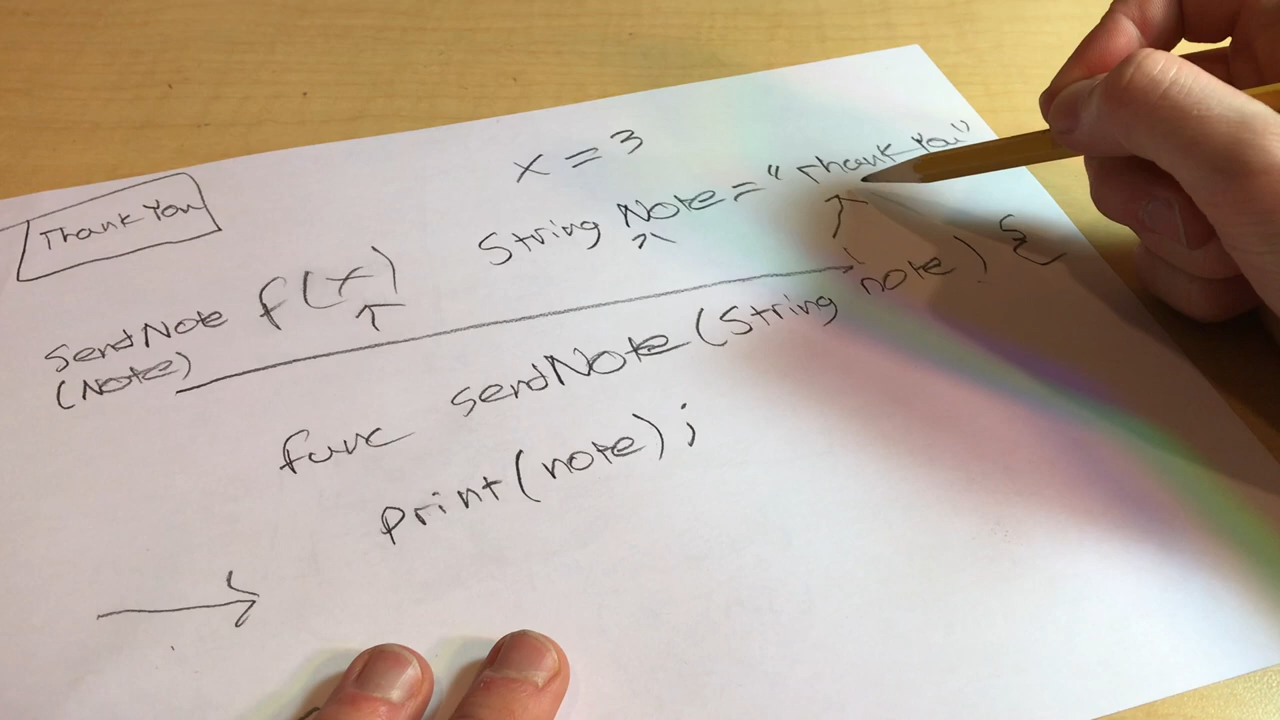 x = 3
Thank You
String Note = "Thank You"
SendNote f(x)
(Note)
func sendNote(String note) {
print(note);